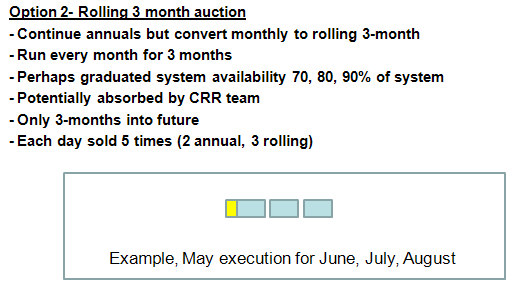 Option 2- Rolling 3 month auction
- Continue annuals but convert monthly to rolling 3-month
- Run every month for 3 months
- Perhaps graduated system availability 70, 80, 90% of system
- Potentially absorbed by CRR team
- Only 3-months into future
- Each day sold 5 times (2 annual, 3 rolling)
Example, May execution for June, July, August